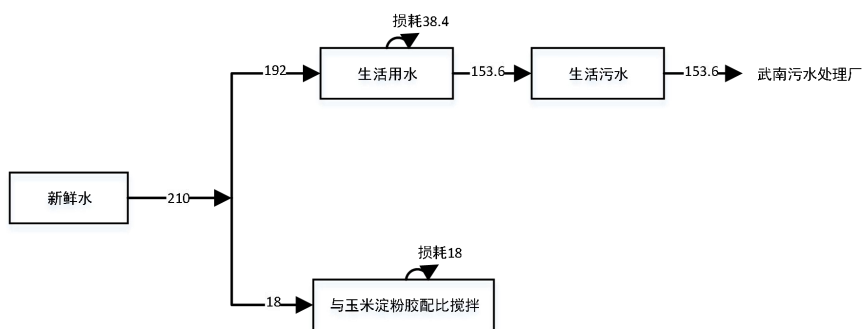 损耗38.4
192
生活用水
153.6
生活污水
153.6
武南污水处理厂
新鲜水
210
损耗18
18
与玉米淀粉胶配比搅拌